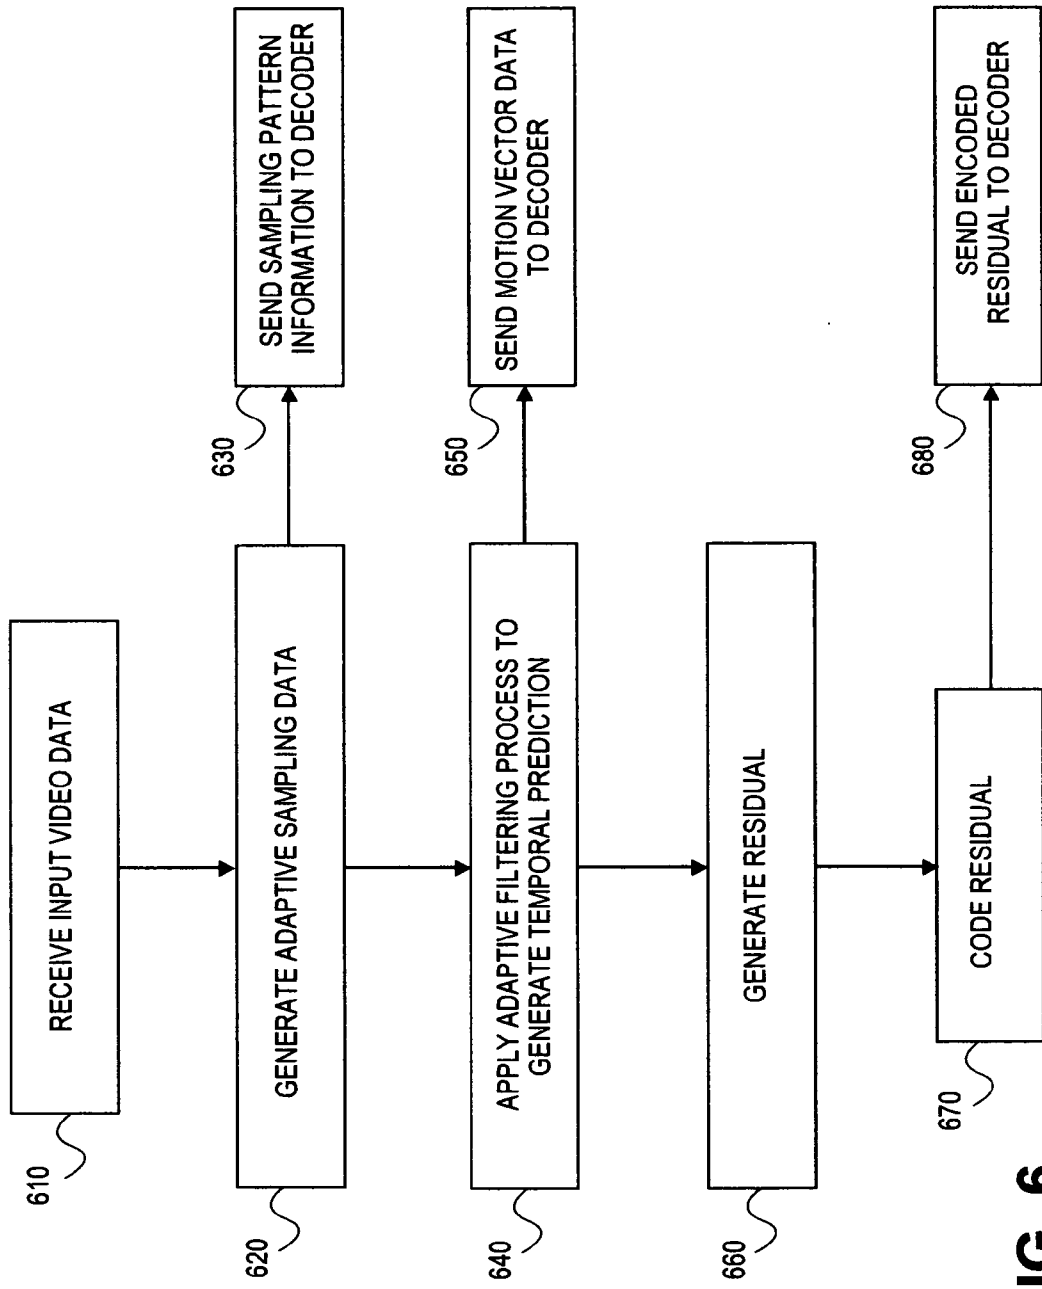 610
RECEIVE INPUT VIDEO DATA
620
GENERATE ADAPTIVE SAMPLING DATA
630
SEND SAMPLING PATTERN
INFORMATION TO DECODER
640
APPLY ADAPTIVE FILTERING PROCESS TO
GENERATE TEMPORAL PREDICTION
650
SEND MOTION VECTOR DATA
TO DECODER
660
GENERATE RESIDUAL
670
CODE RESIDUAL
680
SEND ENCODED
RESIDUAL TO DECODER